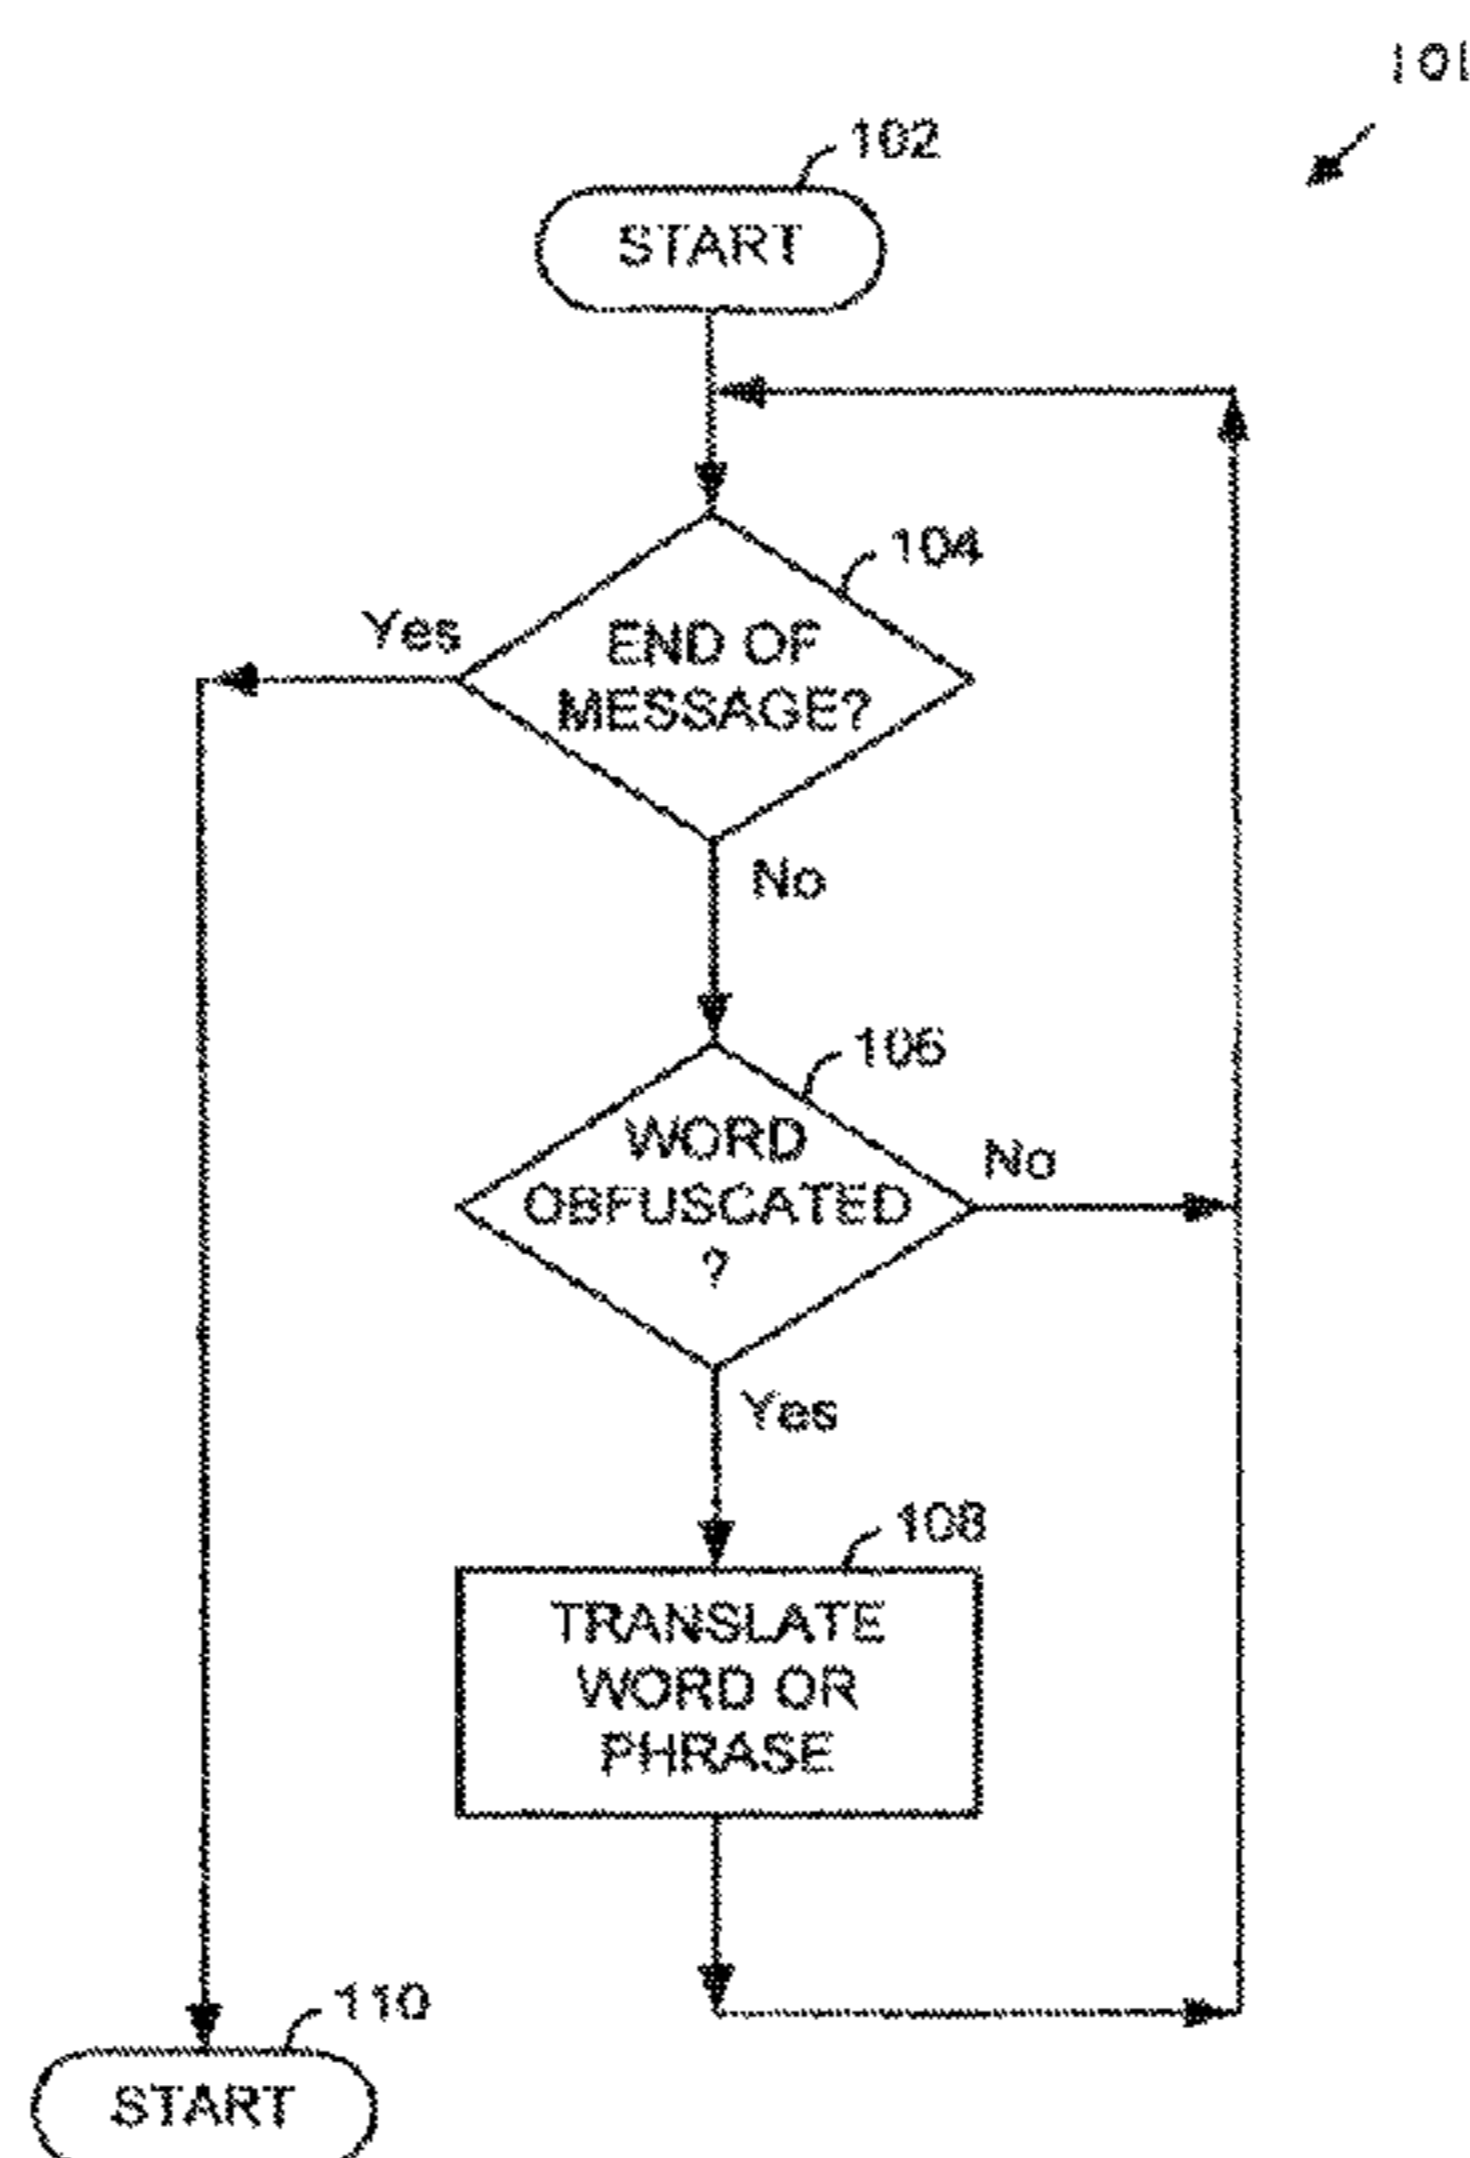 101
102
START
104
Yes
END OF
MESSAGE?
No
106
WORD
OBFUSCATED
?
No
Yes
108
TRANSLATE
WORD OR
PHRASE
110
START